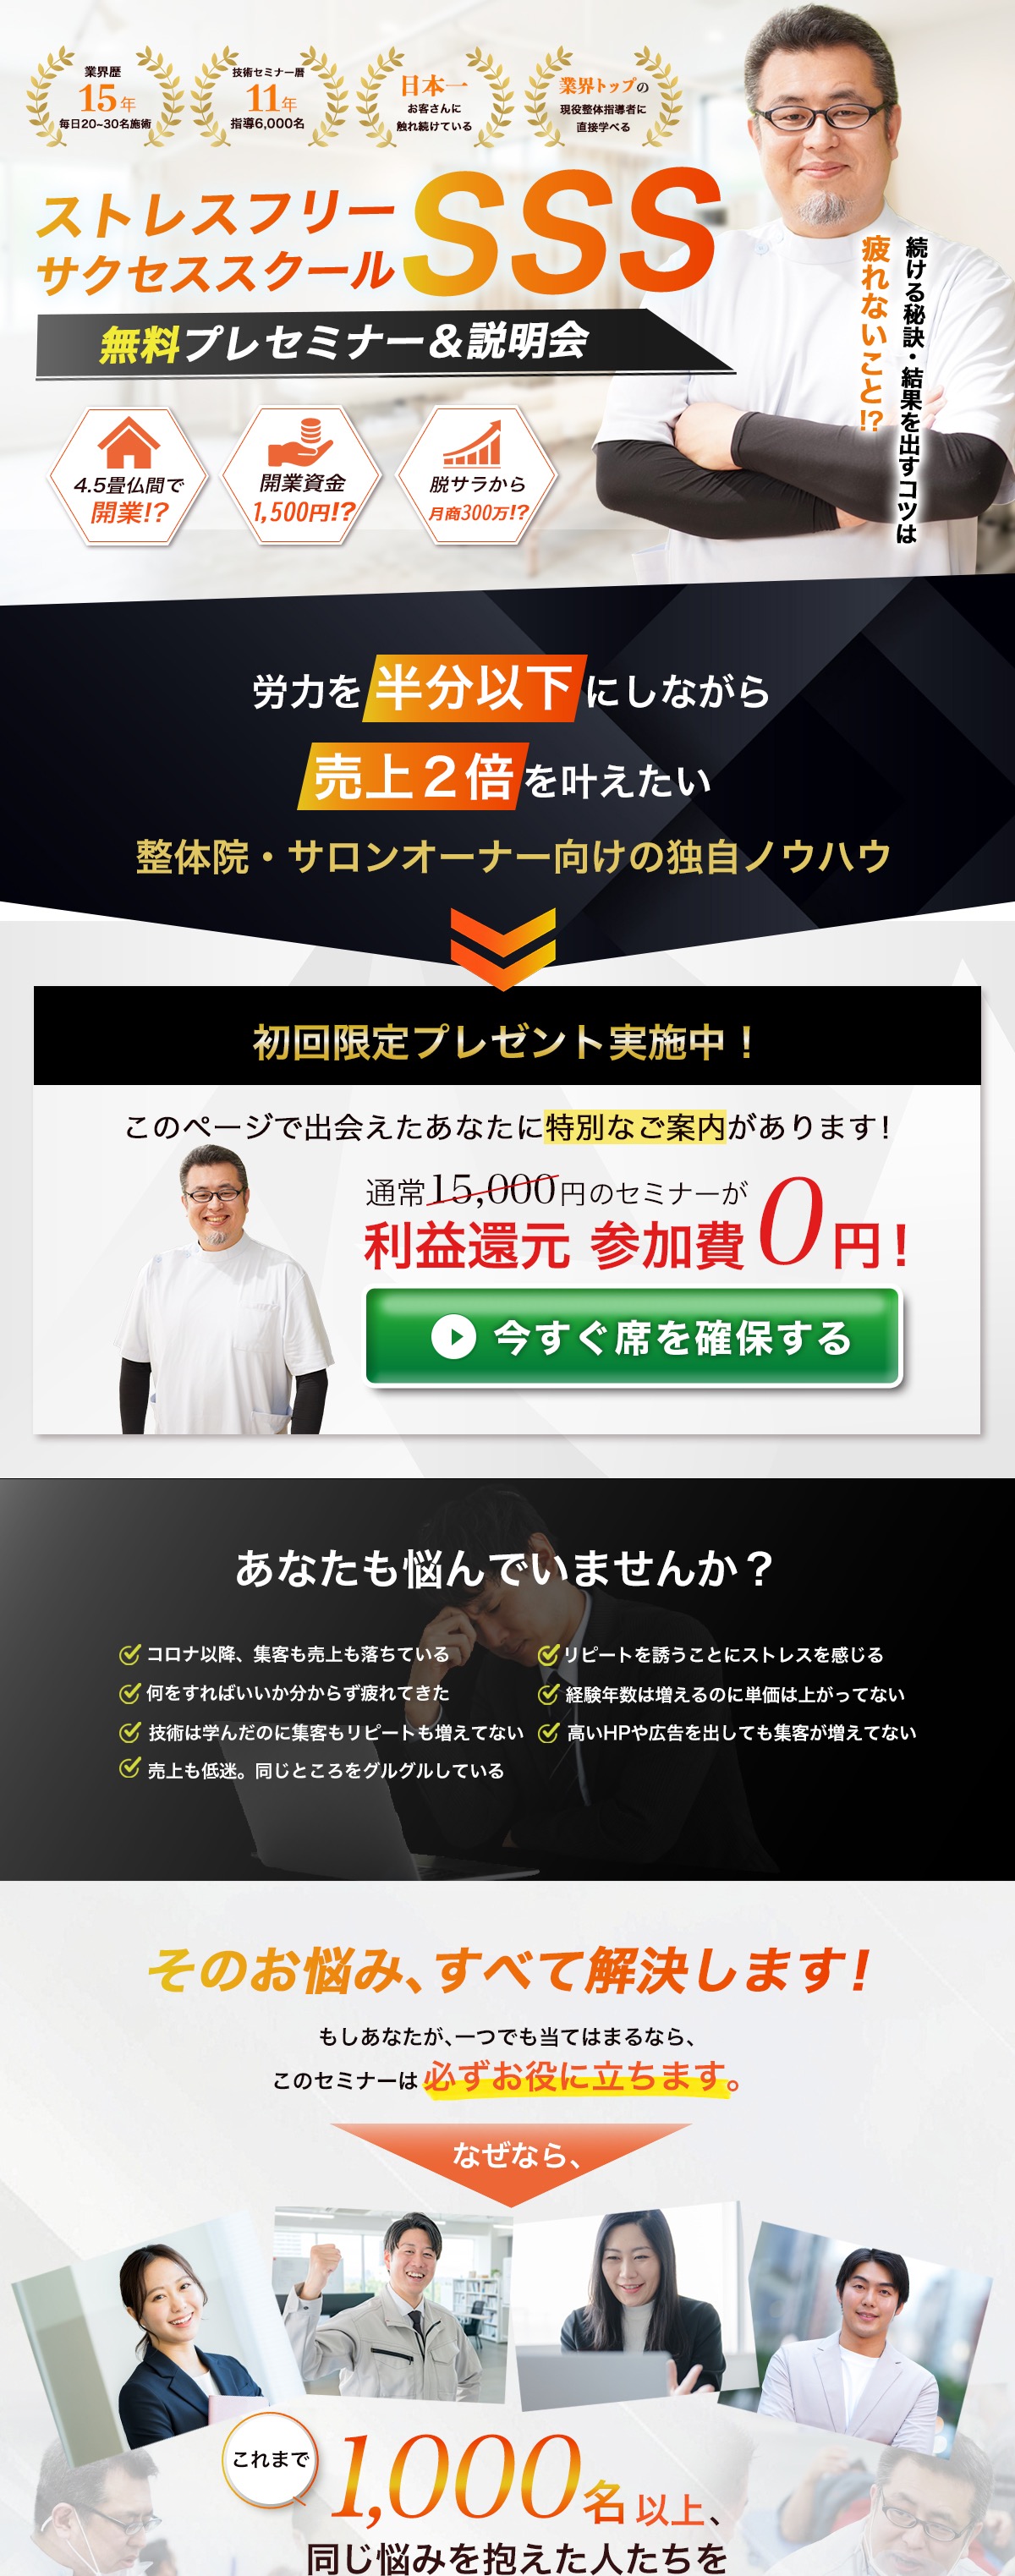 業界歴
15年
毎日20~30名施術
技術セミナー暦
11年
指導6,000名
日本一
お客さんに
触れ続けている
業界トップの
現役整体指導者に
直接学べる
ストレスフリー
サクセススクール
SSS
無料プレセミナー&説明会
続ける秘訣・結果を出すコツは
疲れないこと!?
4.5畳仏間で
開業!?
開業資金
1,500円!?
脱サラから
月商300万!?
労力を半分以下にしながら
売上2倍を叶えたい
整体院・サロンオーナー向けの独自ノウハウ
初回限定プレゼント実施中!
このページで出会えたあなたに特別なご案内があります!
通常15,000円のセミナーが
利益還元 参加費0円!
今すぐ席を確保する
あなたも悩んでいませんか?
コロナ以降、集客も売上も落ちている
何をすればいいか分からず疲れてきた
技術は学んだのに集客もリピートも増えてない
売上も低迷。同じところをグルグルしている
リピートを誘うことにストレスを感じる
経験年数は増えるのに単価は上がってない
高いHPや広告を出しても集客が増えてない
そのお悩み、すべて解決します!
もしあなたが、一つでも当てはまるなら、
このセミナーは必ずお役に立ちます。
なぜなら、
これまで
1,000名以上、
同じ悩みを抱えた人たちを